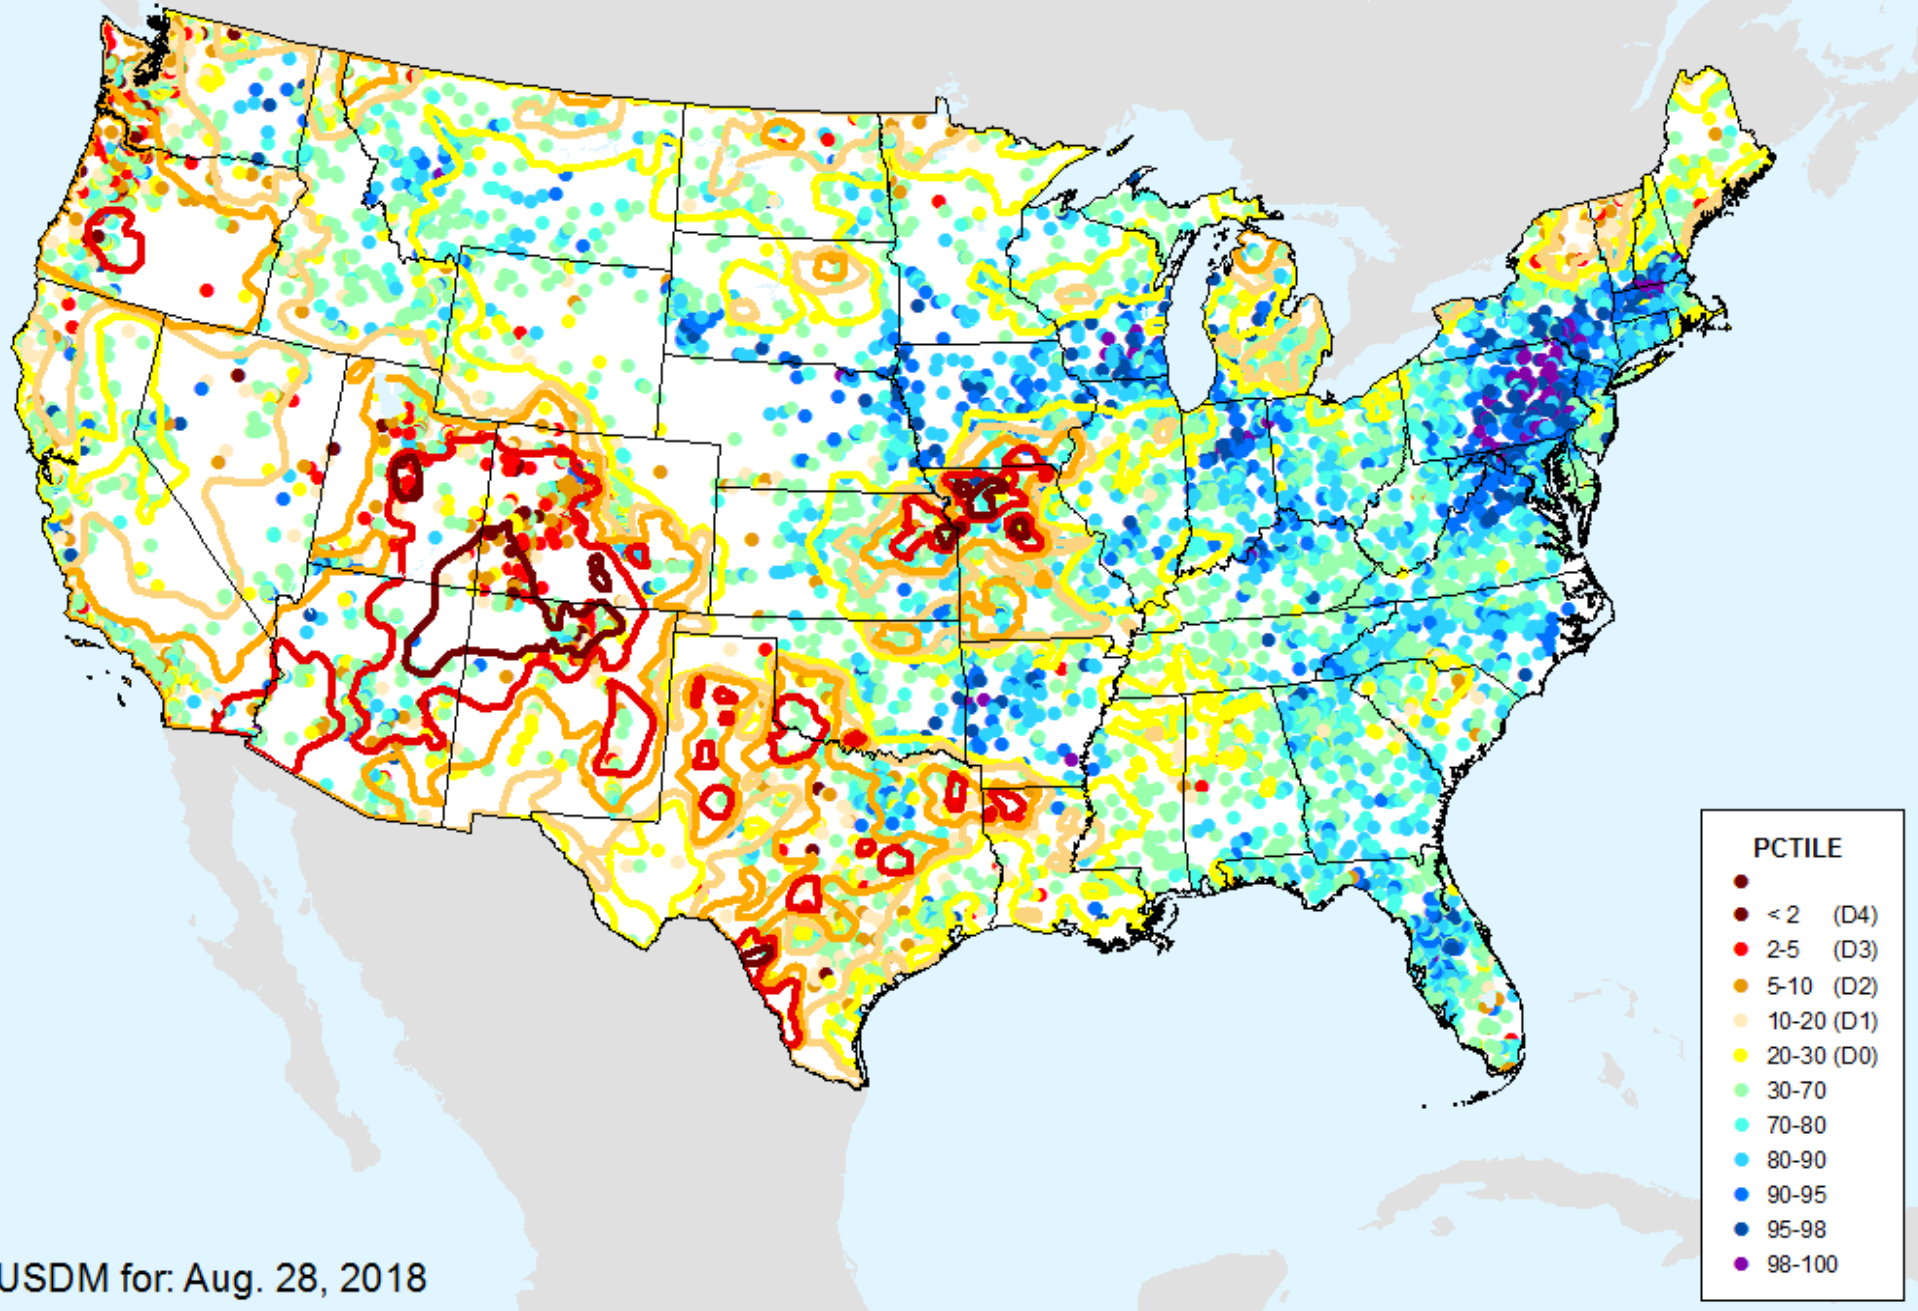 PCTILE
< 2 (D4)
2-5 (D3)
5-10 (D2)
10-20 (D1)
20-30 (D0)
30-70
70-80
80-90
90-95
95-98
98-100
USDM for: Aug. 28, 2018